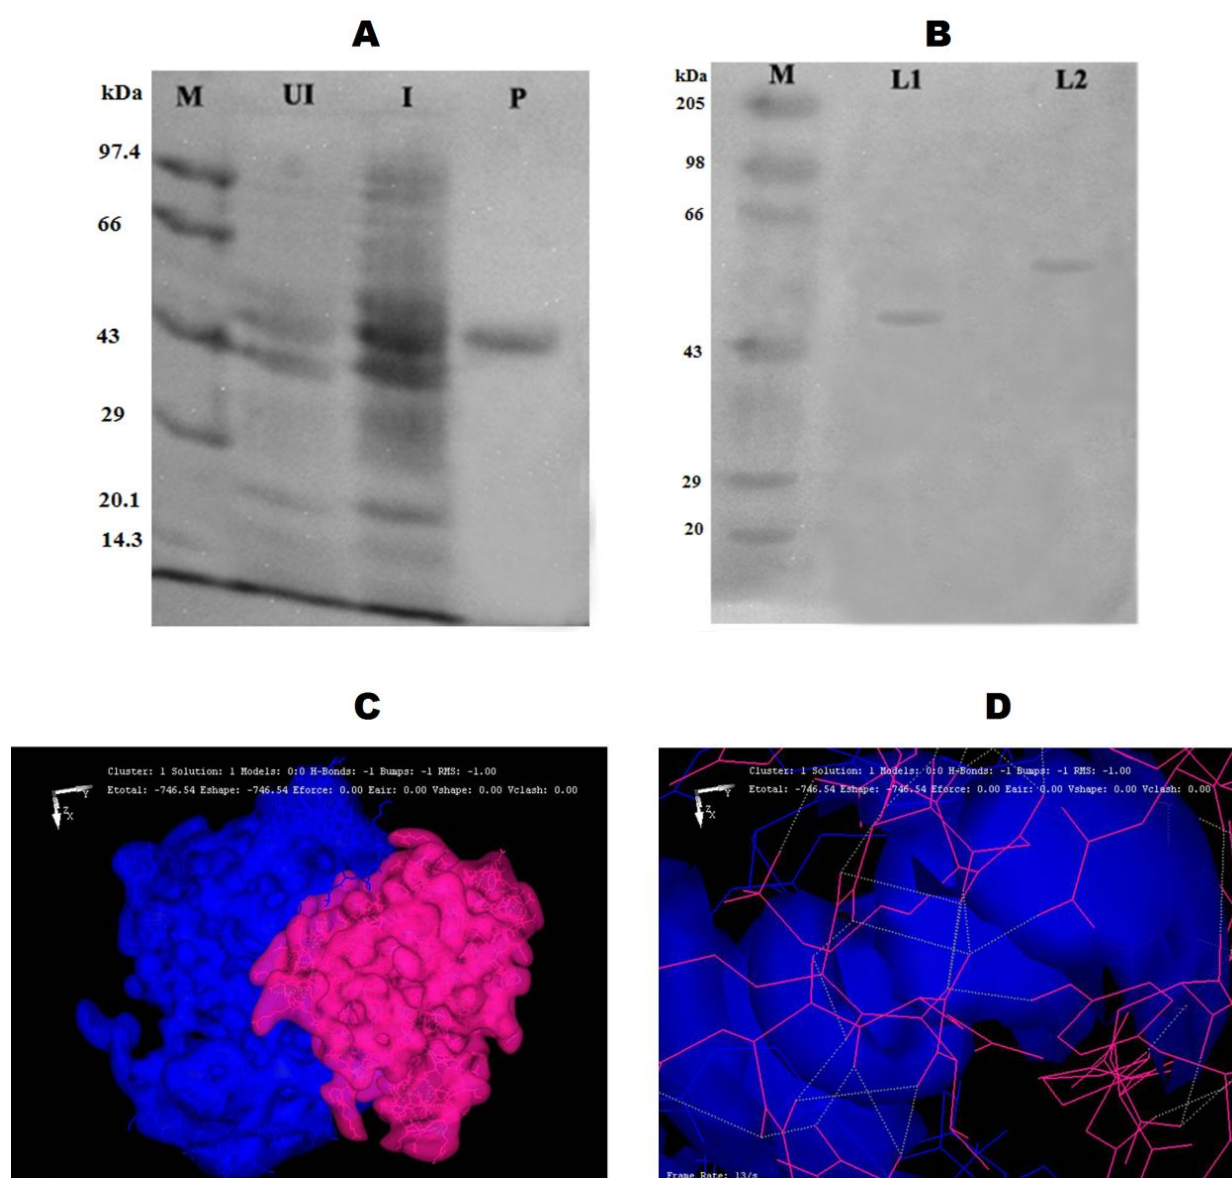 A
B
kDa
M
UI
I
P
97.4
66
43
29
20.1
14.3
kDa
M
L1
L2
205
98
66
43
29
20
C
D
Cluster: 1 Solution: 1 Models: 0:0 H-Bonds: -1 Bumps: -1 RMS: -1.00
Etotal: -746.54 Eshape: -746.54 Eforce: 0.00 Eair: 0.00 Vshape: 0.00 Vclash: 0.00
Y
Z
X
Cluster: 1 Solution: 1 Models: 0:0 H-Bonds: -1 Bumps: -1 RMS: -1.00
Etotal: -746.54 Eshape: -746.54 Eforce: 0.00 Eair: 0.00 Vshape: 0.00 Vclash: 0.00
Y
Z
X
Frame Rate: 13/s